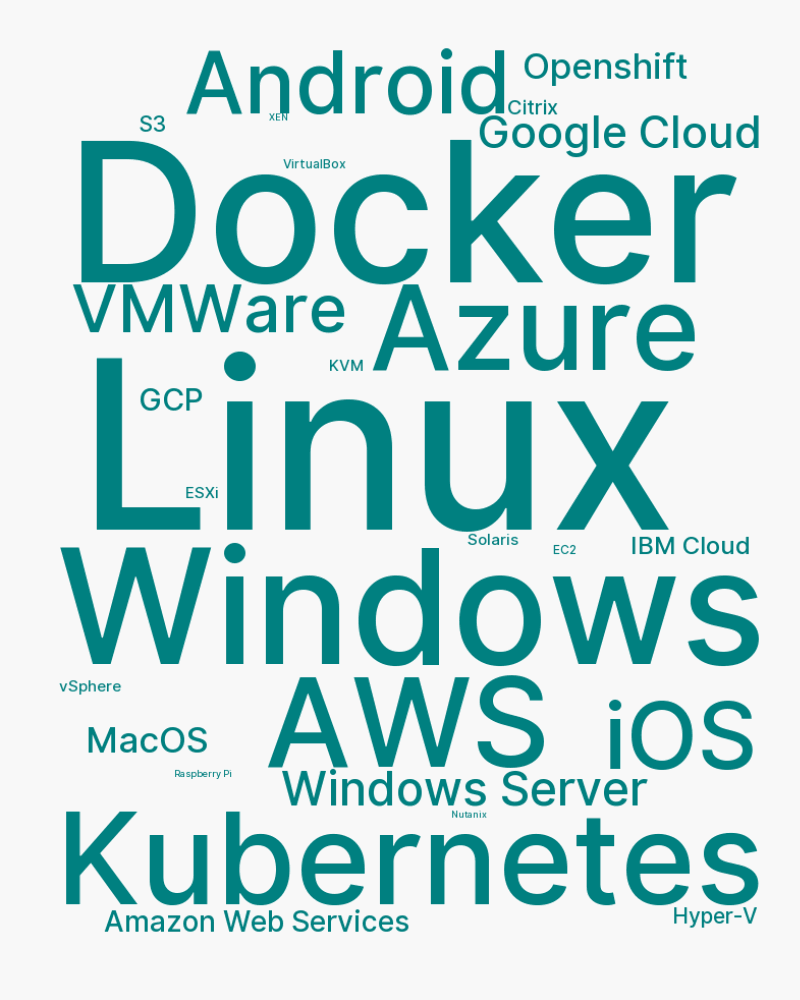 Android
Openshift
Citrix
XEN
S3
Google Cloud
VirtualBox
Docker
VMWare
Azure
KVM
Linux
GCP
ESXi
Solaris
EC2
IBM Cloud
Windows
vSphere
AWS
iOS
MacOS
Raspberry Pi
Windows Server
Nutanix
Kubernetes
Amazon Web Services
Hyper-V